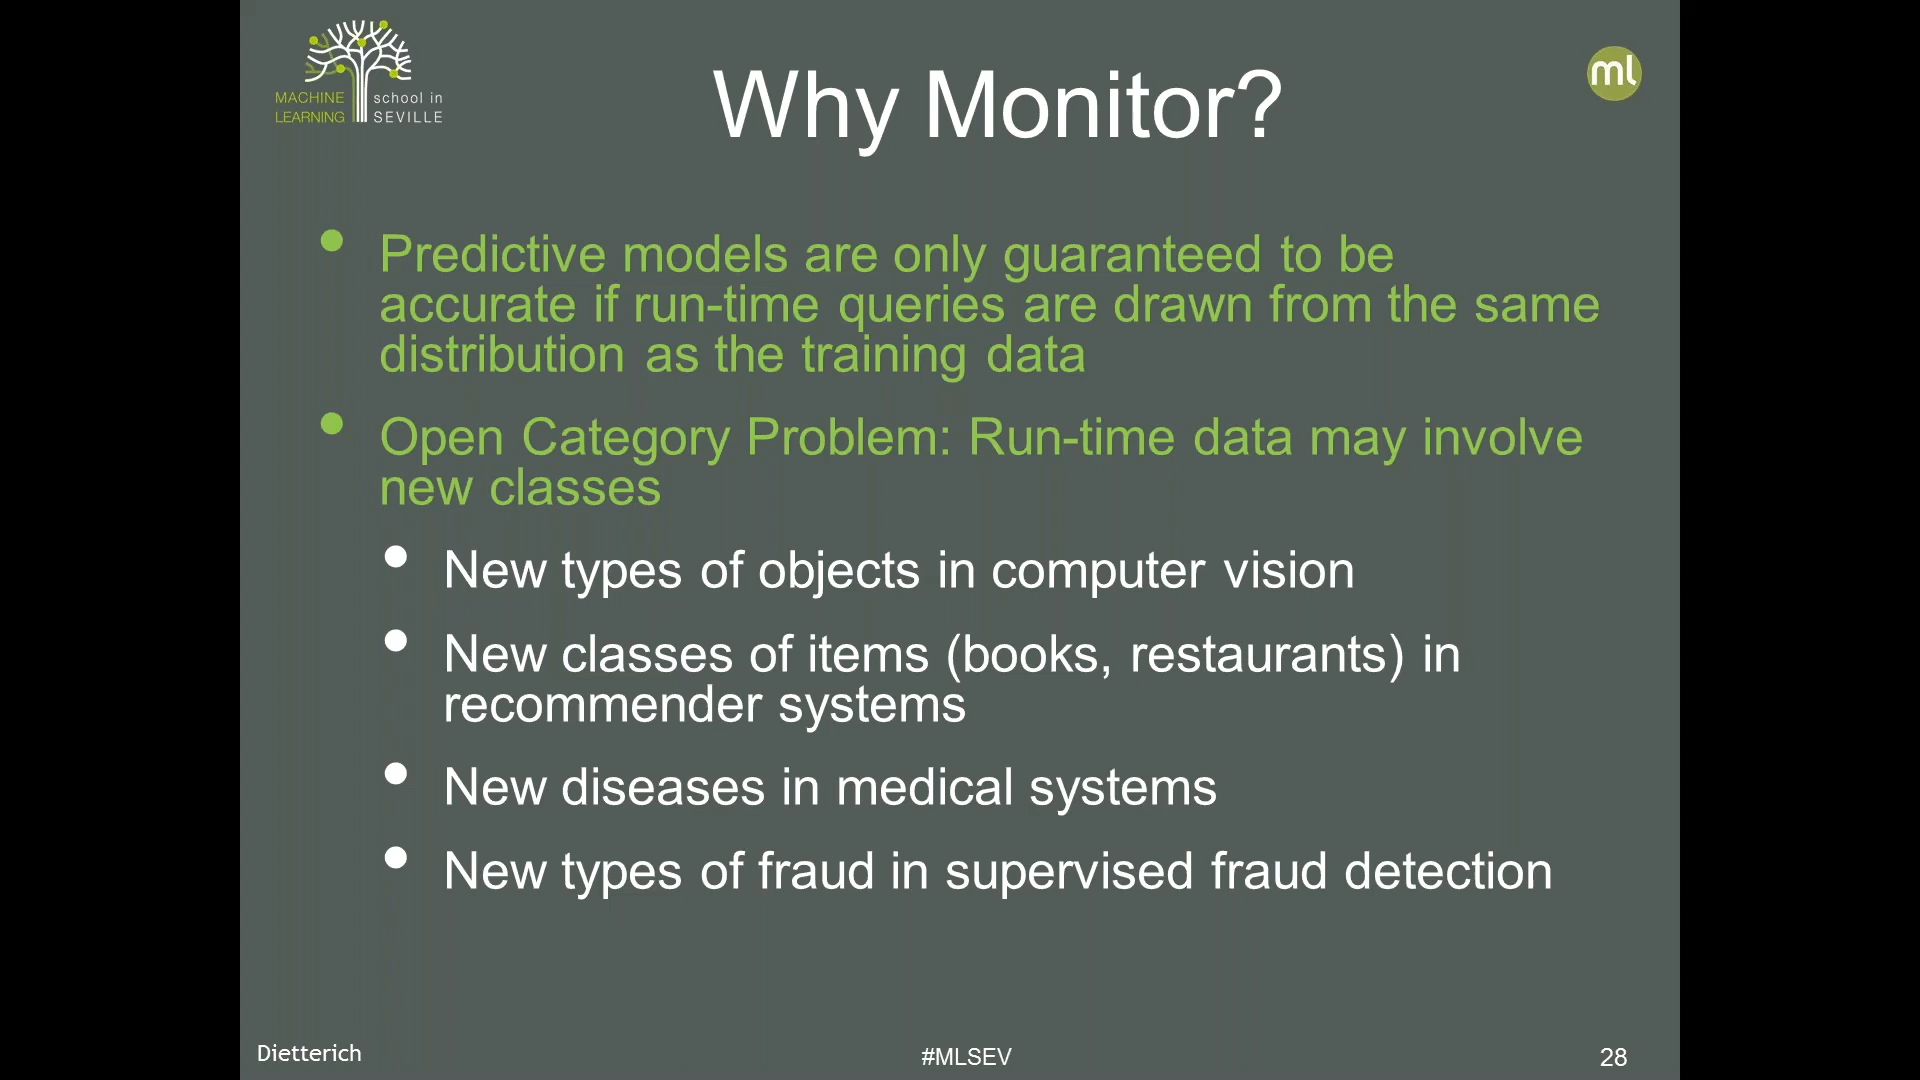 MACHINE school in
LEARNING SEVILLE
ml
Why Monitor?
• Predictive models are only guaranteed to be
accurate if run-time queries are drawn from the same
distribution as the training data
• Open Category Problem: Run-time data may involve
new classes
• New types of objects in computer vision
• New classes of items (books, restaurants) in
recommender systems
• New diseases in medical systems
• New types of fraud in supervised fraud detection
Dietterich
#MLSEV
28